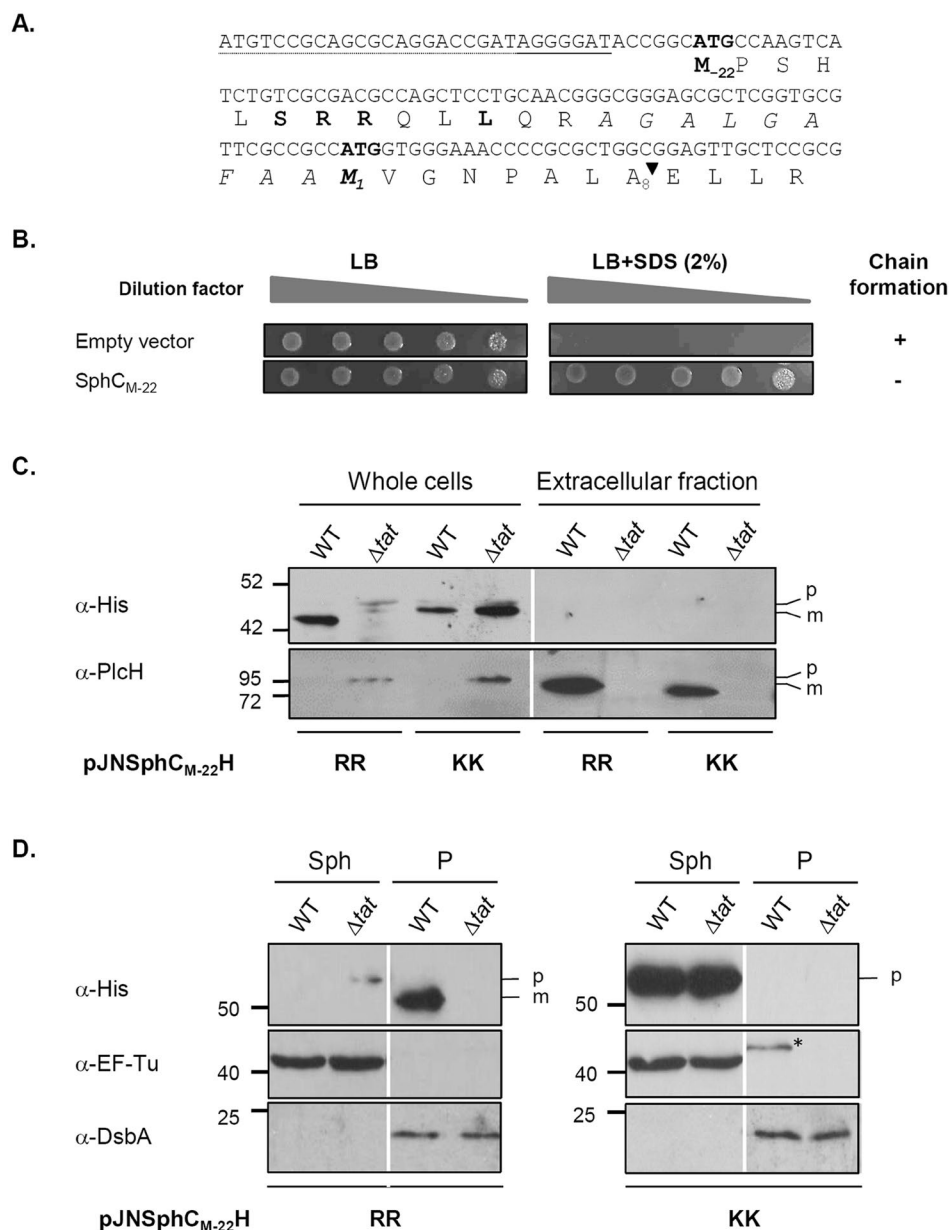 A.
ATGTCCGCAGCGCAGGACCGATAGGGGATACCGGCATGCCAAGTCA
M-22 P S H
TCTGTCGCGACGCCAGCTCCTGCAACGGGCGGGAGCGCTCGGTGCG
L S R R Q L L Q R A G A L G A
TTCGCCGCCATGGTGGGAAACCCCGCGCTGGCGGAGTTGCTCCGCG
F A A M1 V G N P A L A8 E L L R
B.
LB LB+SDS (2%) Chain formation
Dilution factor
Empty vector +
SphCM-22 -
C.
Whole cells Extracellular fraction
WT Δtat WT Δtat WT Δtat WT Δtat
α-His 52 42 p m
α-PlcH 95 72 p m
pJNSphCM-22H RR KK RR KK
D.
Sph P Sph P
WT Δtat WT Δtat WT Δtat WT Δtat
α-His 50 p m 50 p
α-EF-Tu 40 40 *
α-DsbA 25 25
pJNSphCM-22H RR KK